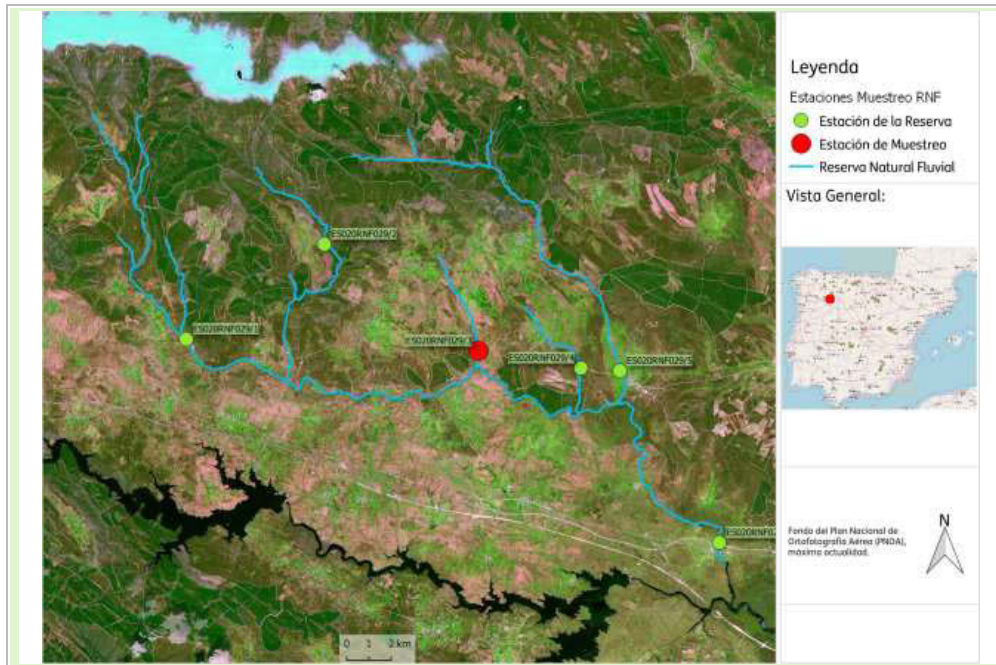 Leyenda
Estaciones Muestreo RNF
Estación de la Reserva
Estación de Muestreo
Reserva Natural Fluvial
Vista General:
ES020RNF029/2
ES020RNF029/1
ES020RNF029/3
ES020RNF029/4
ES020RNF029/5
ES020RNF02
Fondo del Plan Nacional de
Ortofotografía Aérea (PNOA),
máxima actualidad.
N
0 1 2 km